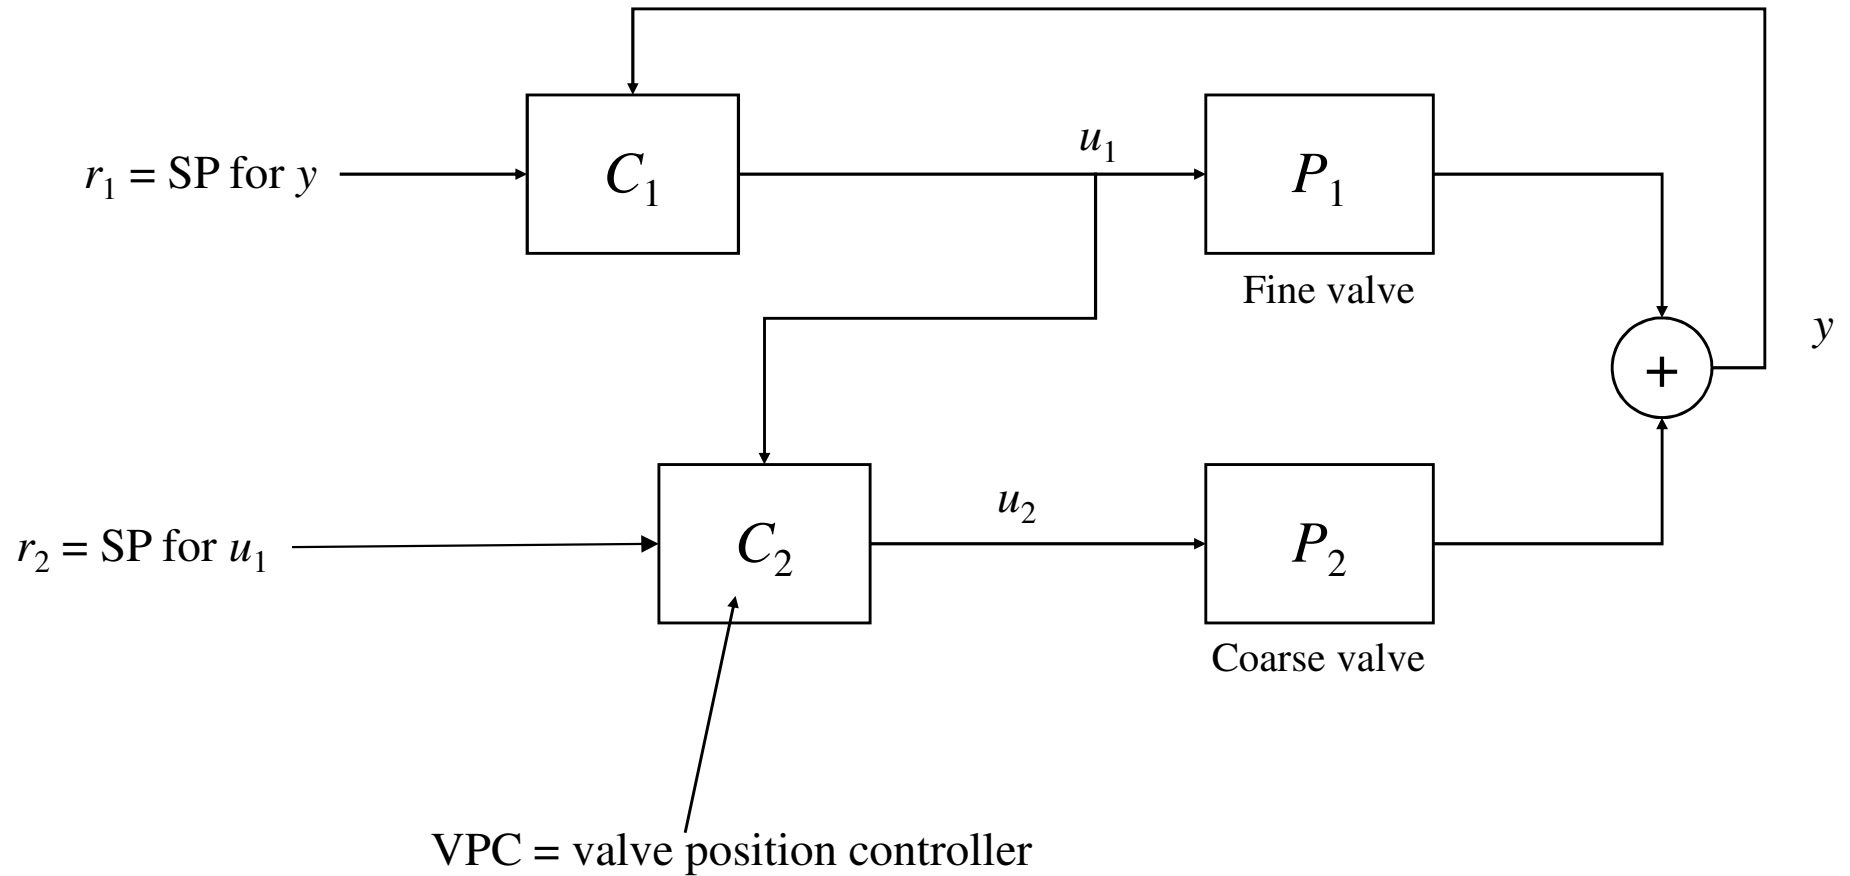 u₁
r₁ = SP for y
C₁
P₁
Fine valve
y
+
u₂
r₂ = SP for u₁
C₂
P₂
Coarse valve
VPC = valve position controller